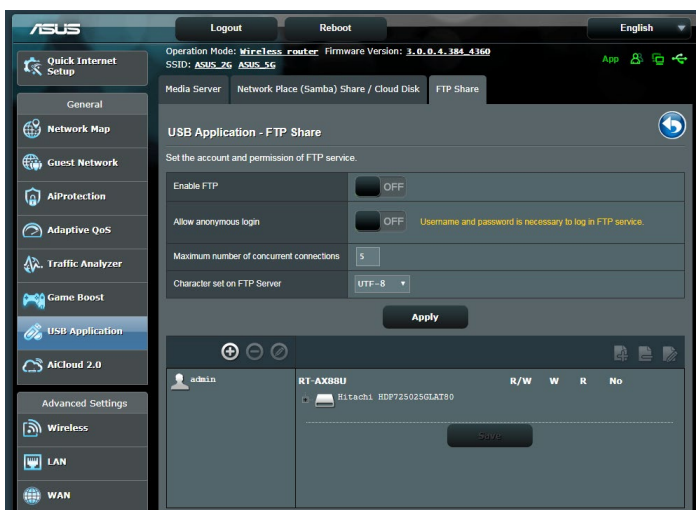 ASUS
Logout
Reboot
English
Quick Internet
Setup
Operation Mode: Wireless router Firmware Version: 3.0.0.4.384_4360
SSID: ASUS_2G ASUS_5G
App
Media Server
Network Place (Samba) Share / Cloud Disk
FTP Share
General
Network Map
Guest Network
AiProtection
Adaptive QoS
Traffic Analyzer
Game Boost
USB Application
AiCloud 2.0
Advanced Settings
Wireless
LAN
WAN
USB Application - FTP Share
Set the account and permission of FTP service.
Enable FTP
OFF
Allow anonymous login
OFF
Username and password is necessary to log in FTP service.
Maximum number of concurrent connections
5
Character set on FTP Server
UTF-8
Apply
admin
RT-AX88U
R/W W R No
Hitachi HDP725025GLAT80
Save